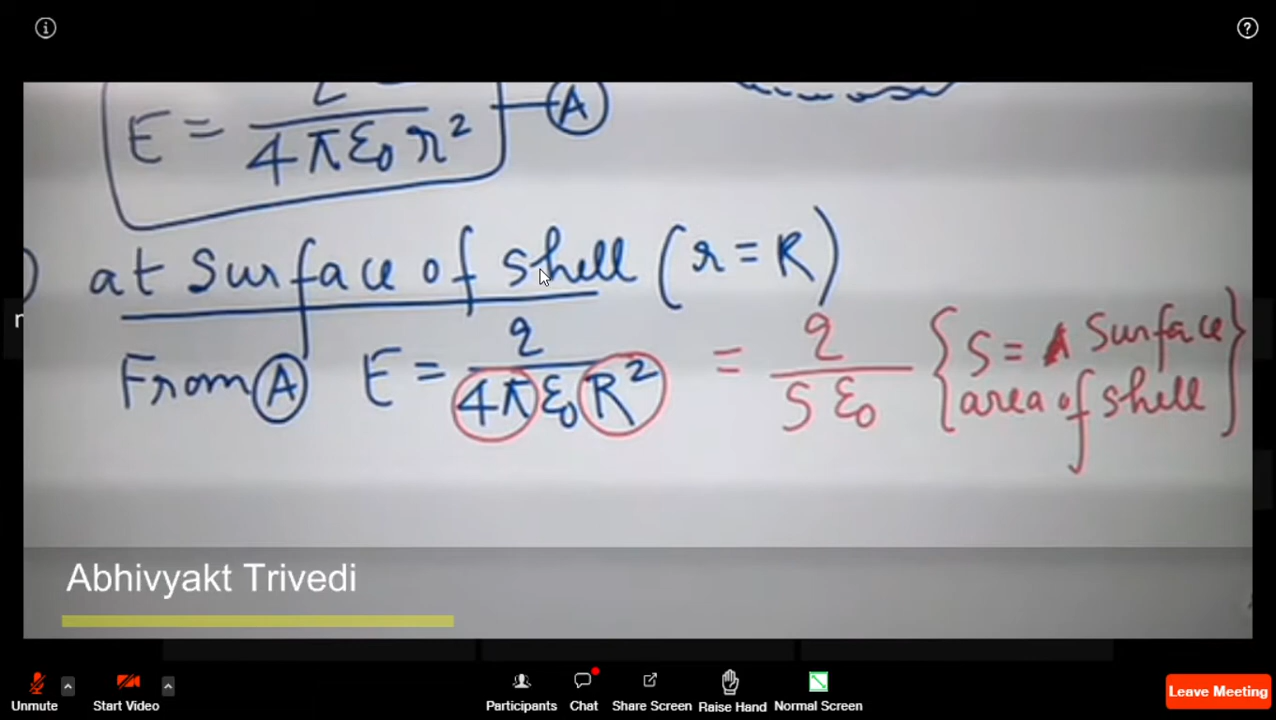 E = q / 4πε₀r² — Ⓐ
) at Surface of shell (r = R)
From Ⓐ E = q / 4πε₀R² = q / Sε₀ { S = Surface area of shell }
Abhivyakt Trivedi
Unmute Start Video Participants Chat Share Screen Raise Hand Normal Screen Leave Meeting